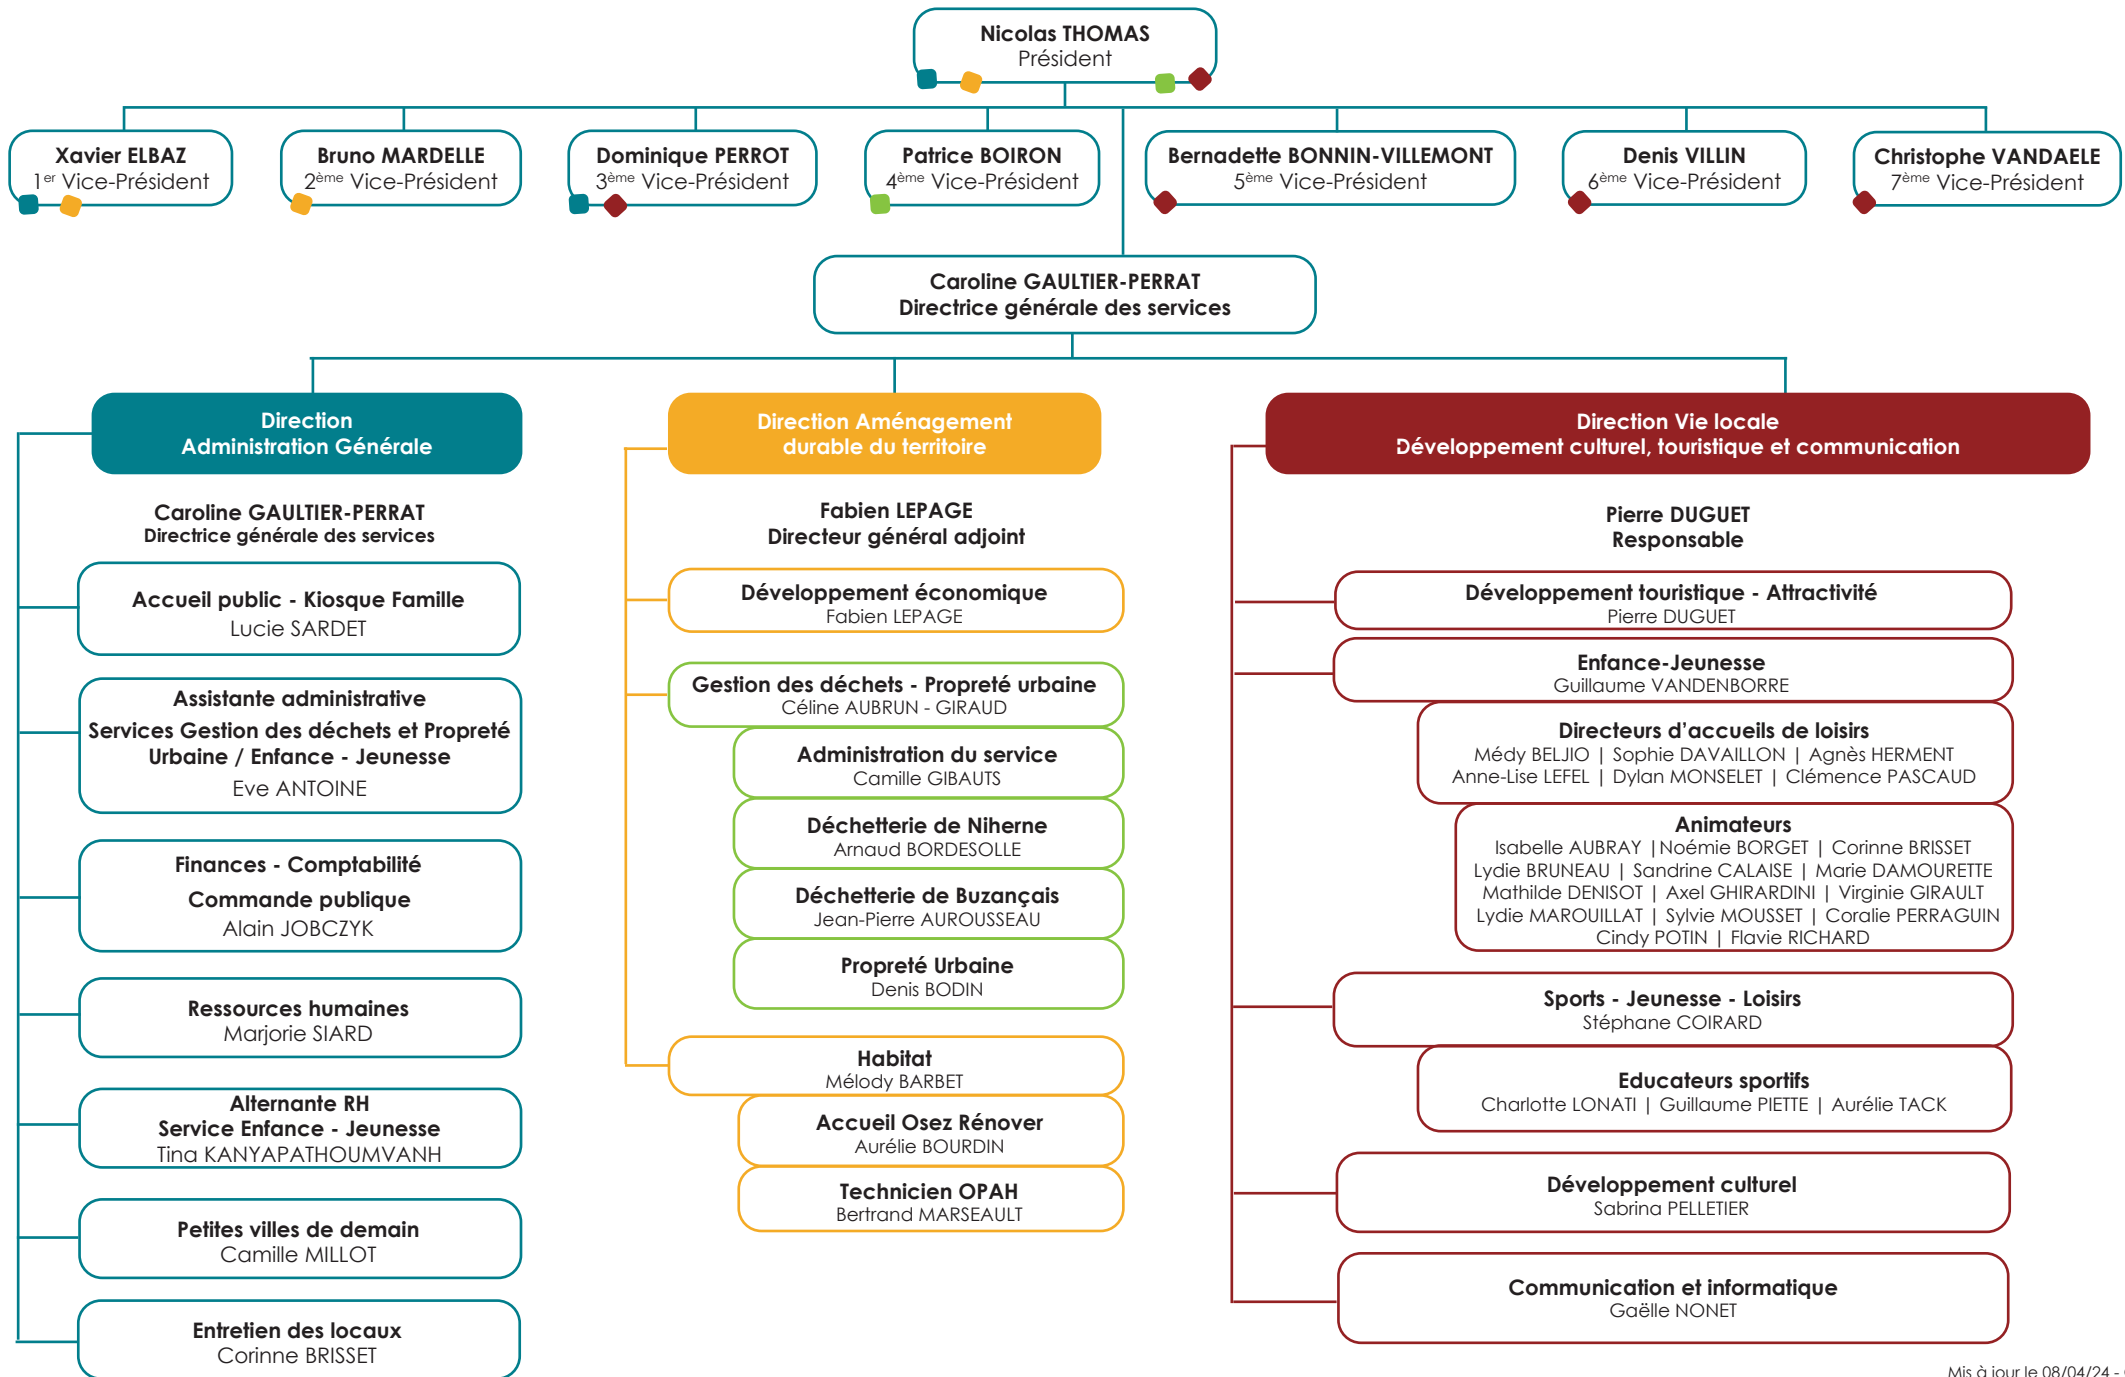 Nicolas THOMAS
Président
Xavier ELBAZ
1er Vice-Président
Bruno MARDELLE
2ème Vice-Président
Dominique PERROT
3ème Vice-Président
Patrice BOIRON
4ème Vice-Président
Bernadette BONNIN-VILLEMONT
5ème Vice-Président
Denis VILLIN
6ème Vice-Président
Christophe VANDAELE
7ème Vice-Président
Caroline GAULTIER-PERRAT
Directrice générale des services
Direction
Administration Générale
Caroline GAULTIER-PERRAT
Directrice générale des services
Accueil public - Kiosque Famille
Lucie SARDET
Assistante administrative
Services Gestion des déchets et Propreté
Urbaine / Enfance - Jeunesse
Eve ANTOINE
Finances - Comptabilité
Commande publique
Alain JOBCZYK
Ressources humaines
Marjorie SIARD
Alternante RH
Service Enfance - Jeunesse
Tina KANYAPATHOUMVANH
Petites villes de demain
Camille MILLOT
Entretien des locaux
Corinne BRISSET
Direction Aménagement
durable du territoire
Fabien LEPAGE
Directeur général adjoint
Développement économique
Fabien LEPAGE
Gestion des déchets - Propreté urbaine
Céline AUBRUN - GIRAUD
Administration du service
Camille GIBAUTS
Déchetterie de Niherne
Arnaud BORDESOLLE
Déchetterie de Buzançais
Jean-Pierre AUROUSSEAU
Propreté Urbaine
Denis BODIN
Habitat
Mélody BARBET
Accueil Osez Rénover
Aurélie BOURDIN
Technicien OPAH
Bertrand MARSEAULT
Direction Vie locale
Développement culturel, touristique et communication
Pierre DUGUET
Responsable
Développement touristique - Attractivité
Pierre DUGUET
Enfance-Jeunesse
Guillaume VANDENBORRE
Directeurs d'accueils de loisirs
Médy BELJIO | Sophie DAVAILLON | Agnès HERMENT
Anne-Lise LEFEL | Dylan MONSELET | Clémence PASCAUD
Animateurs
Isabelle AUBRAY |Noémie BORGET | Corinne BRISSET
Lydie BRUNEAU | Sandrine CALAISE | Marie DAMOURETTE
Mathilde DENISOT | Axel GHIRARDINI | Virginie GIRAULT
Lydie MAROUILLAT | Sylvie MOUSSET | Coralie PERRAGUIN
Cindy POTIN | Flavie RICHARD
Sports - Jeunesse - Loisirs
Stéphane COIRARD
Educateurs sportifs
Charlotte LONATI | Guillaume PIETTE | Aurélie TACK
Développement culturel
Sabrina PELLETIER
Communication et informatique
Gaëlle NONET
Mis à jour le 08/04/24 -